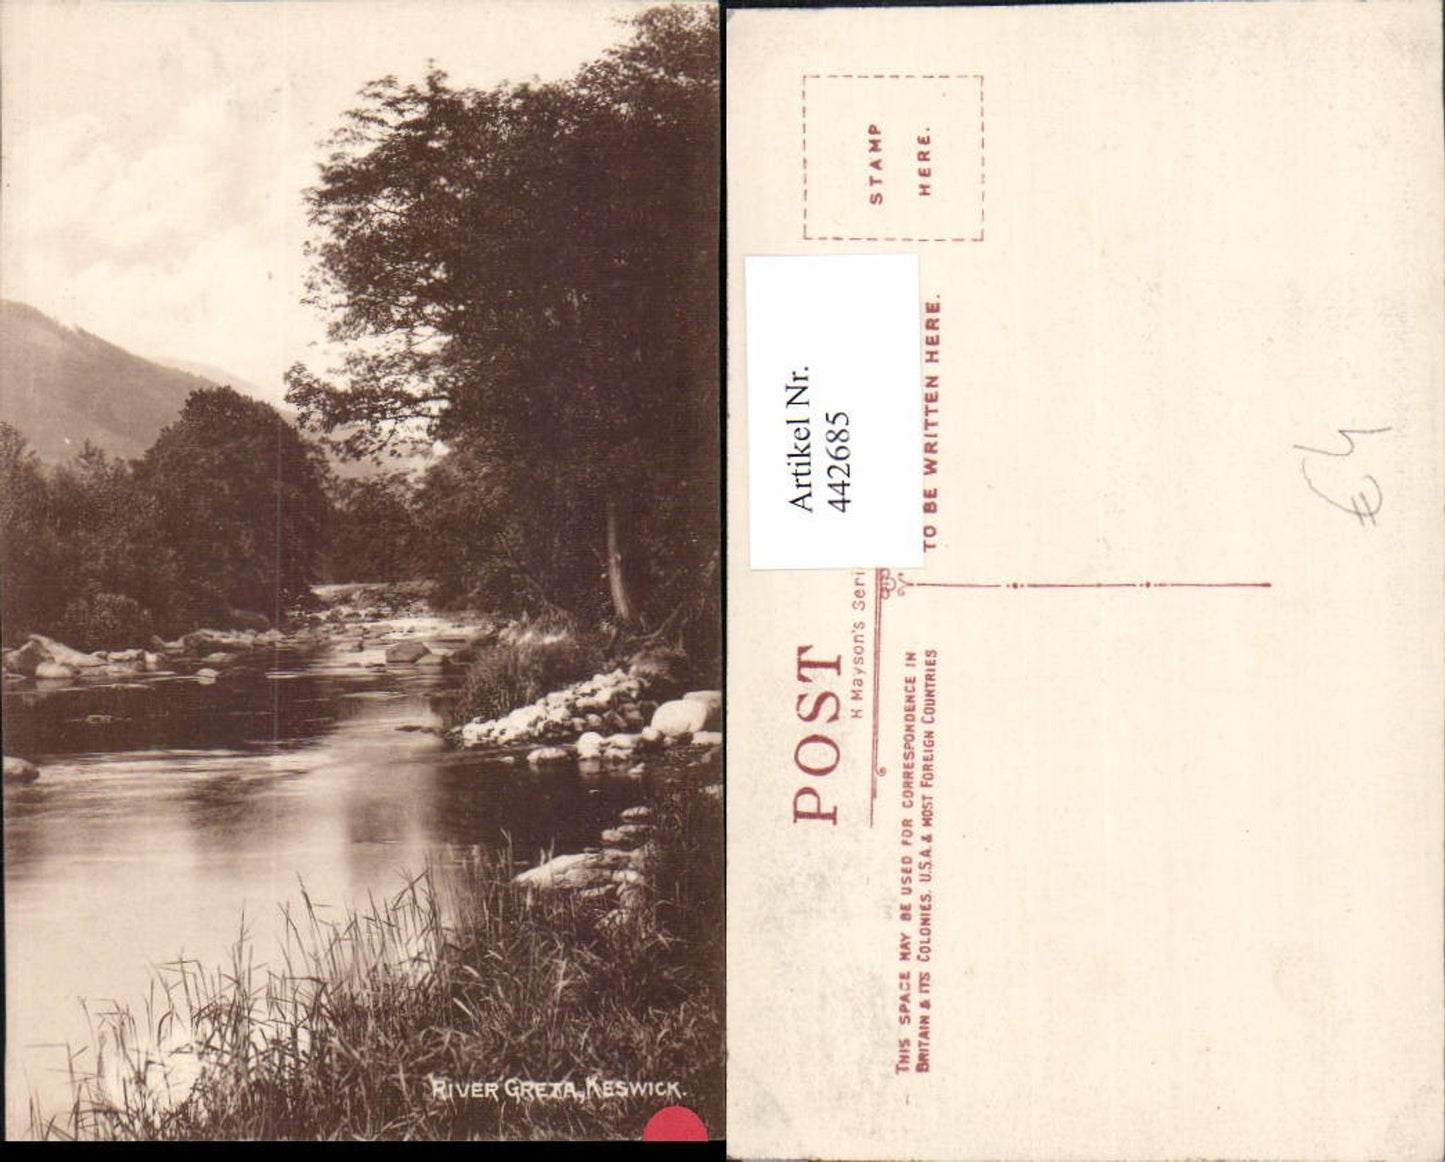 RIVER GRETA, KESWICK.
STAMP
HERE.
Artikel Nr.
442685
TO BE WRITTEN HERE.
POST
H Mayson's Seri
THIS SPACE MAY BE USED FOR CORRESPONDENCE IN
BRITAIN & ITS COLONIES. U.S.A. & MOST FOREIGN COUNTRIES
€4